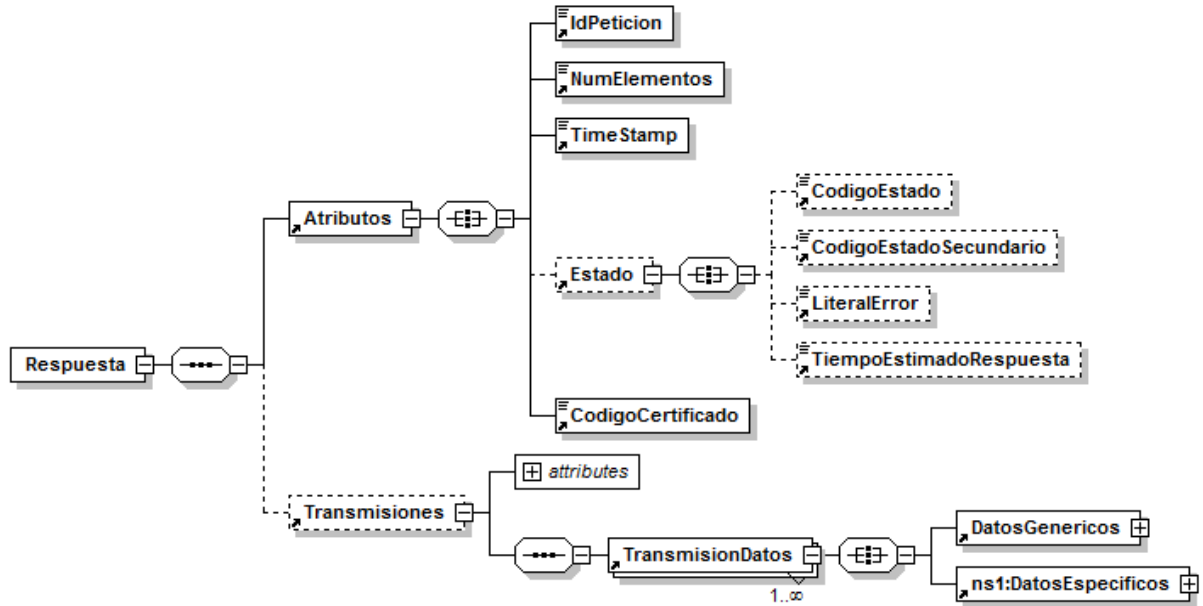 IdPeticion
NumElementos
TimeStamp
CodigoEstado
Atributos
CodigoEstadoSecundario
Estado
LiteralError
Respuesta
TiempoEstimadoRespuesta
CodigoCertificado
attributes
Transmisiones
DatosGenericos
TransmisionDatos
ns1:DatosEspecificos
1..∞